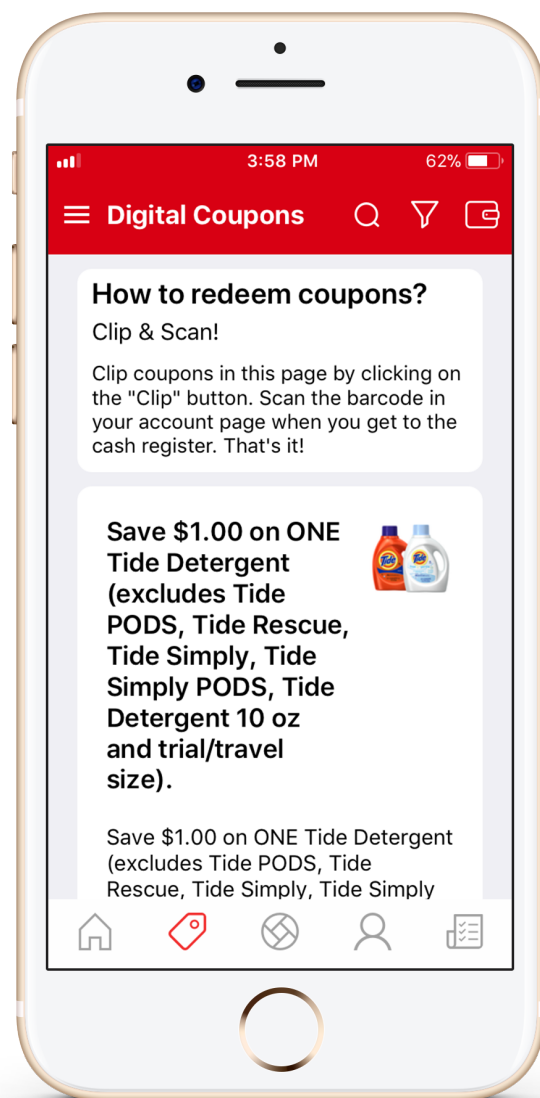 3:58 PM 62%
Digital Coupons
How to redeem coupons?
Clip & Scan!
Clip coupons in this page by clicking on
the "Clip" button. Scan the barcode in
your account page when you get to the
cash register. That's it!
Save $1.00 on ONE
Tide Detergent
(excludes Tide
PODS, Tide Rescue,
Tide Simply, Tide
Simply PODS, Tide
Detergent 10 oz
and trial/travel
size).
Tide Tide
Save $1.00 on ONE Tide Detergent
(excludes Tide PODS, Tide
Rescue, Tide Simply, Tide Simply